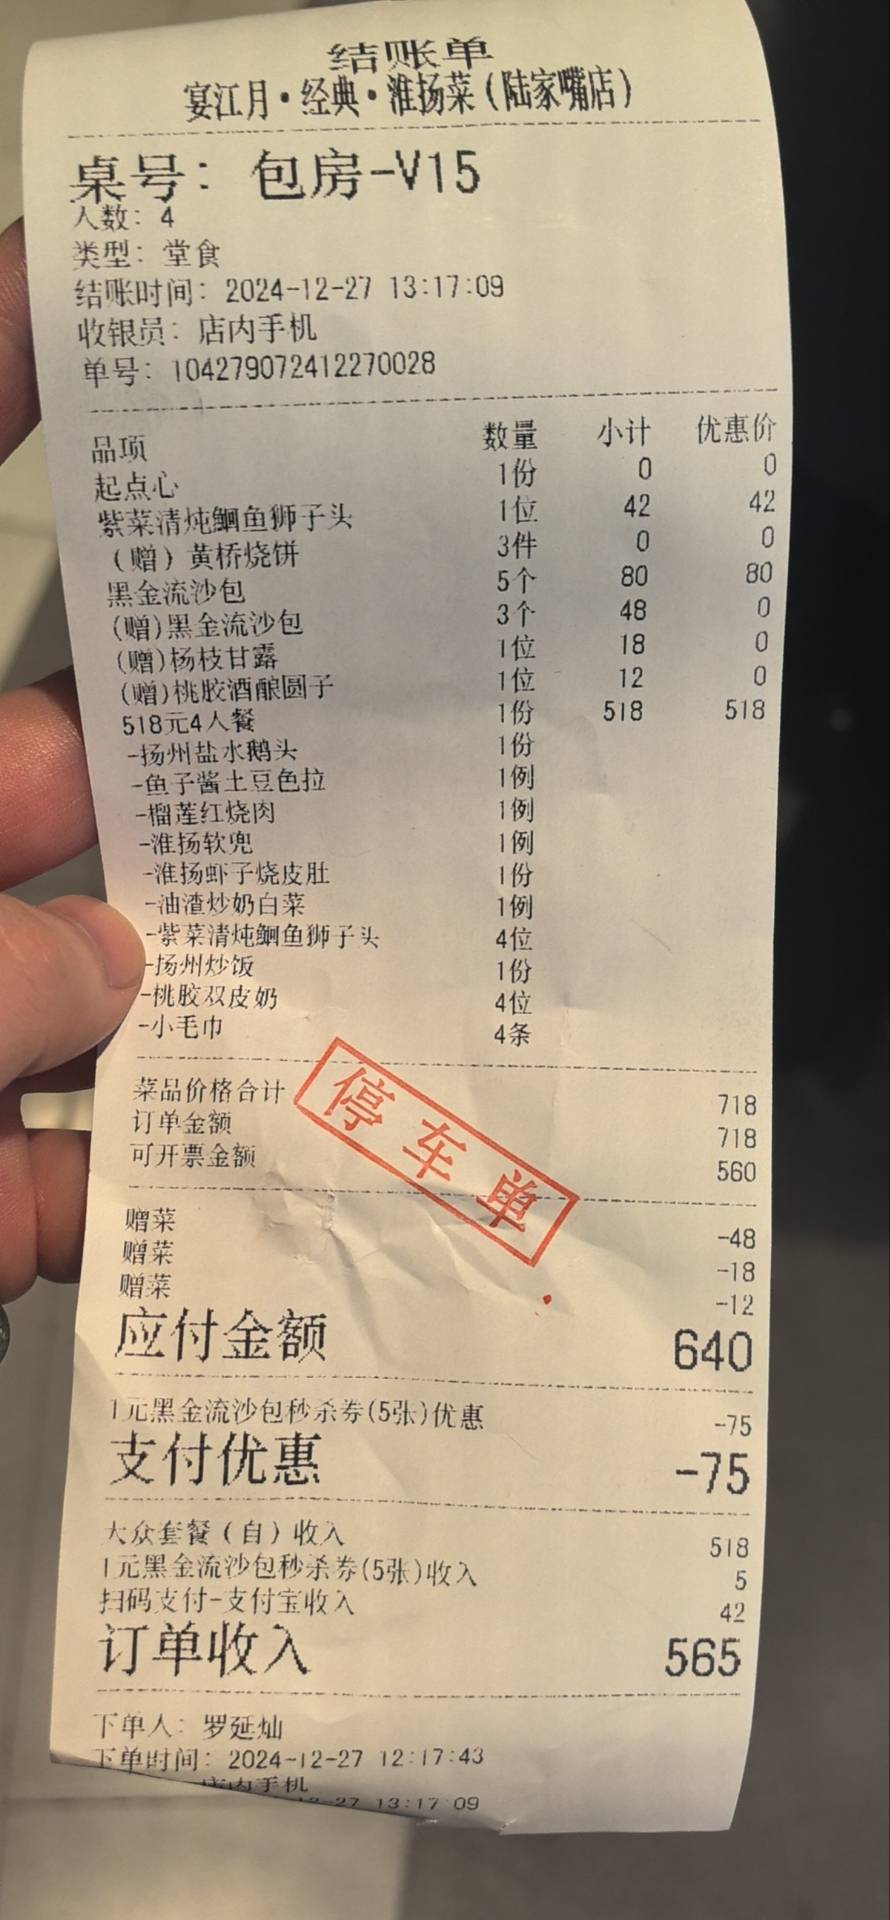 结账单
宴江月·经典·淮扬菜(陆家嘴店)
桌号: 包房-V15
人数: 4
类型: 堂食
结账时间: 2024-12-27 13:17:09
收银员: 店内手机
单号: 104279072412270028
品项 数量 小计 优惠价
起点心 1份 0 0
紫菜清炖鮰鱼狮子头 1位 42 42
(赠)黄桥烧饼 3件 0 0
黑金流沙包 5个 80 80
(赠)黑金流沙包 3个 48 0
(赠)杨枝甘露 1位 18 0
(赠)桃胶酒酿圆子 1位 12 0
518元4人餐 1份 518 518
-扬州盐水鹅头 1份
-鱼子酱土豆色拉 1例
-榴莲红烧肉 1例
-淮扬软兜 1例
-淮扬虾子烧皮肚 1份
-油渣炒奶白菜 1例
-紫菜清炖鮰鱼狮子头 4位
-扬州炒饭 1份
-桃胶双皮奶 4位
-小毛巾 4条
菜品价格合计 718
订单金额 718
可开票金额 560
停车单
赠菜 -48
赠菜 -18
赠菜 -12
应付金额 640
1元黑金流沙包秒杀券(5张)优惠 -75
支付优惠 -75
大众套餐(自)收入 518
1元黑金流沙包秒杀券(5张)收入 5
扫码支付-支付宝收入 42
订单收入 565
下单人: 罗延灿
下单时间: 2024-12-27 12:17:43
店内手机
12-27 13:17:09